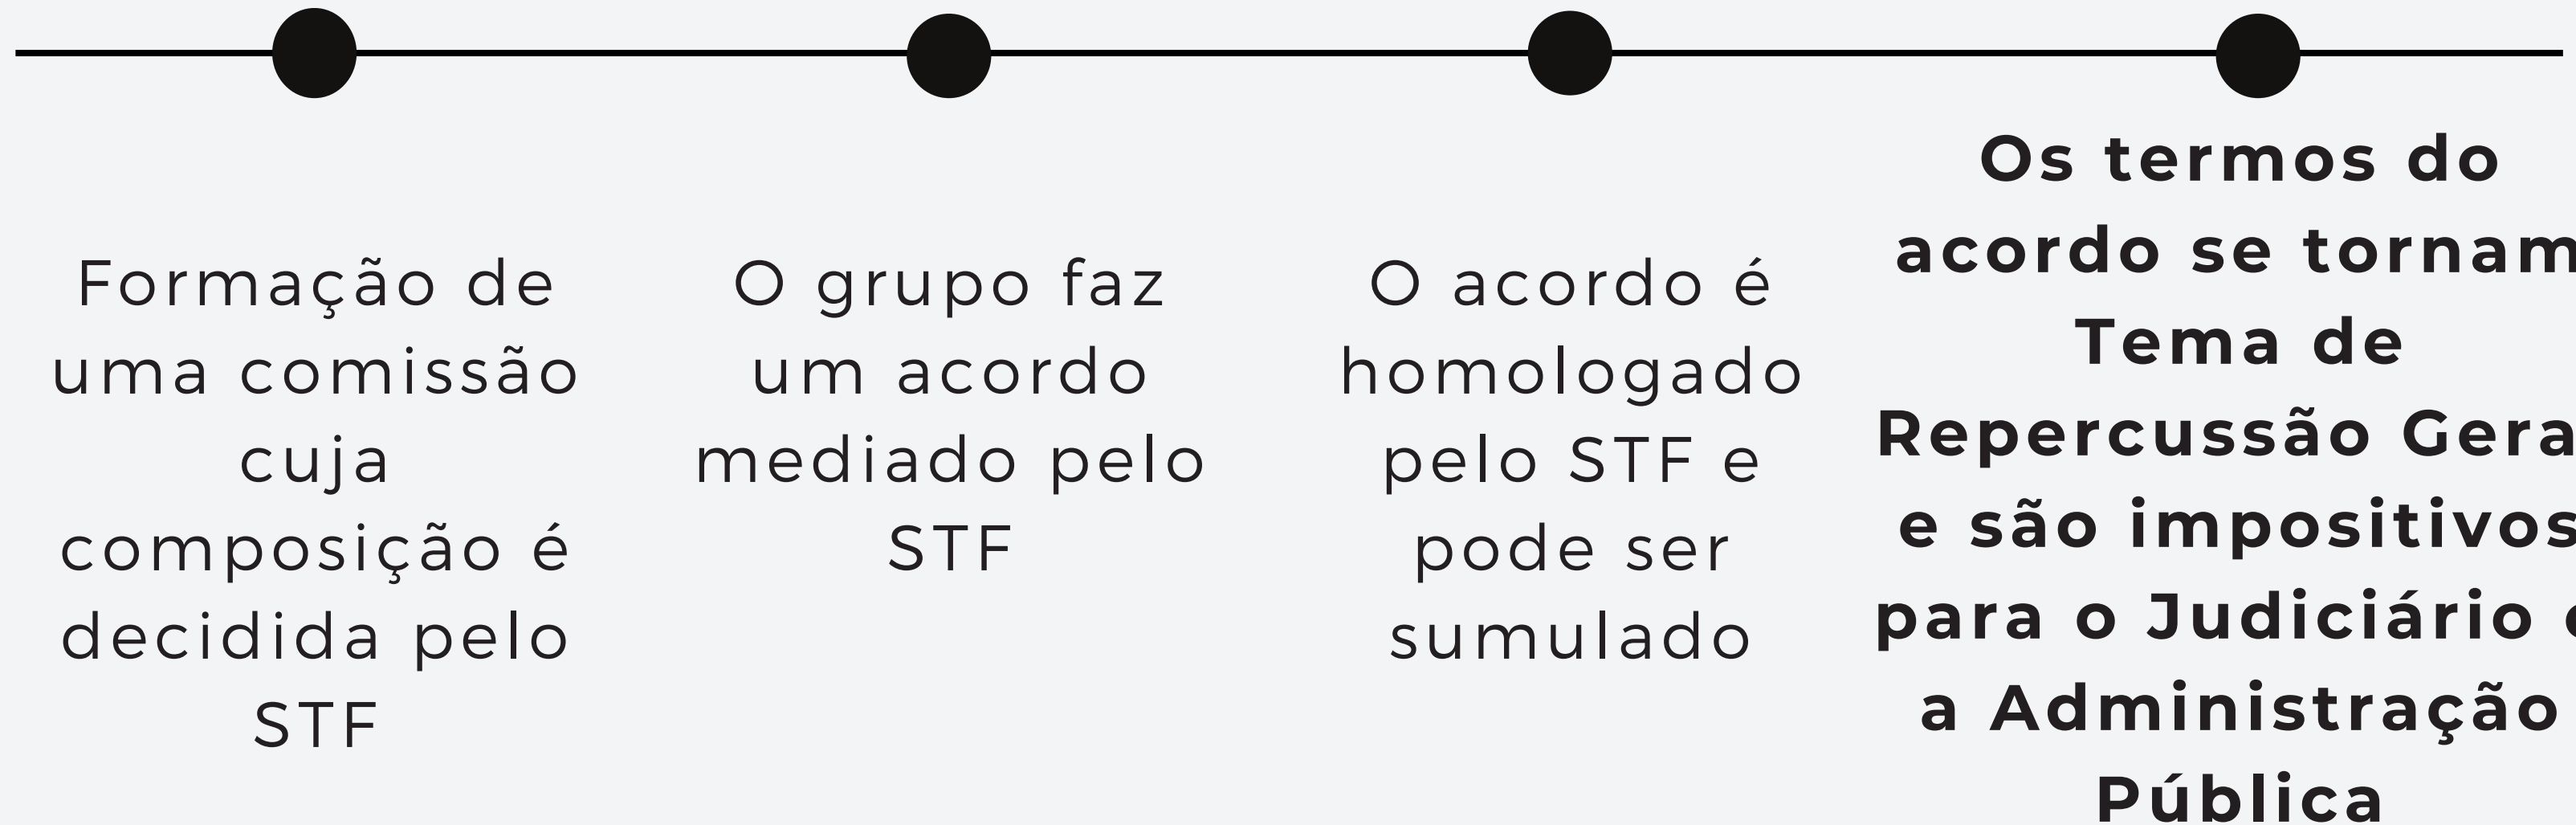 Formação de
uma comissão
cuja
composição é
decidida pelo
STF
O grupo faz
um acordo
mediado pelo
STF
O acordo é
homologado
pelo STF e
pode ser
sumulado
Os termos do
acordo se tornam
Tema de
Repercussão Gera
e são impositivos
para o Judiciário e
a Administração
Pública